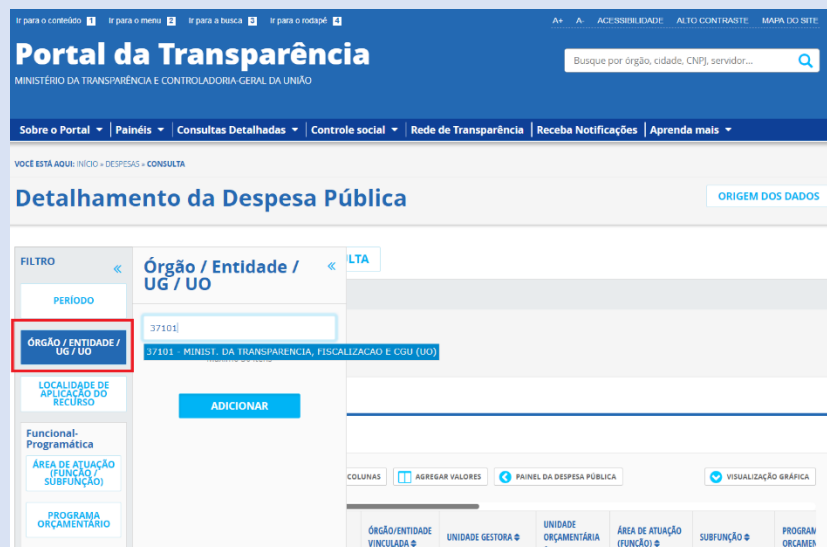 Ir para o conteúdo 1 Ir para o menu 2 Ir para a busca 3 Ir para o rodapé 4
A+ A- ACESSIBILIDADE ALTO CONTRASTE MAPA DO SITE
Portal da Transparência
MINISTÉRIO DA TRANSPARÊNCIA E CONTROLADORIA-GERAL DA UNIÃO
Busque por órgão, cidade, CNPJ, servidor...
Sobre o Portal Painéis Consultas Detalhadas Controle social Rede de Transparência Receba Notificações Aprenda mais
VOCÊ ESTÁ AQUI: INÍCIO » DESPESAS » CONSULTA
Detalhamento da Despesa Pública
ORIGEM DOS DADOS
FILTRO «
PERÍODO
ÓRGÃO / ENTIDADE /
UG / UO
LOCALIDADE DE
APLICAÇÃO DO
RECURSO
Funcional-
Programática
ÁREA DE ATUAÇÃO
(FUNÇÃO /
SUBFUNÇÃO)
PROGRAMA
ORÇAMENTÁRIO
Órgão / Entidade / «
UG / UO
37101
37101 - MINIST. DA TRANSPARENCIA, FISCALIZACAO E CGU (UO)
ADICIONAR
LTA
COLUNAS AGREGAR VALORES PAINEL DA DESPESA PÚBLICA VISUALIZAÇÃO GRÁFICA
ÓRGÃO/ENTIDADE
VINCULADA
UNIDADE GESTORA
UNIDADE
ORÇAMENTÁRIA
ÁREA DE ATUAÇÃO
(FUNÇÃO)
SUBFUNÇÃO
PROGRAM
ORÇAMEN